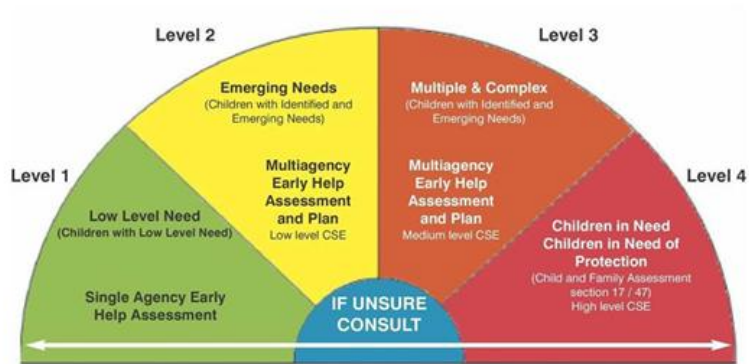 Level 1
Low Level Need
(Children with Low Level Need)
Single Agency Early
Help Assessment
Level 2
Emerging Needs
(Children with Identified and
Emerging Needs)
Multiagency
Early Help
Assessment
and Plan
Low level CSE
Level 3
Multiple & Complex
(Children with Identified and
Emerging Needs)
Multiagency
Early Help
Assessment
and Plan
Medium level CSE
Level 4
Children in Need
Children in Need of
Protection
(Child and Family Assessment
section 17 / 47)
High level CSE
IF UNSURE
CONSULT